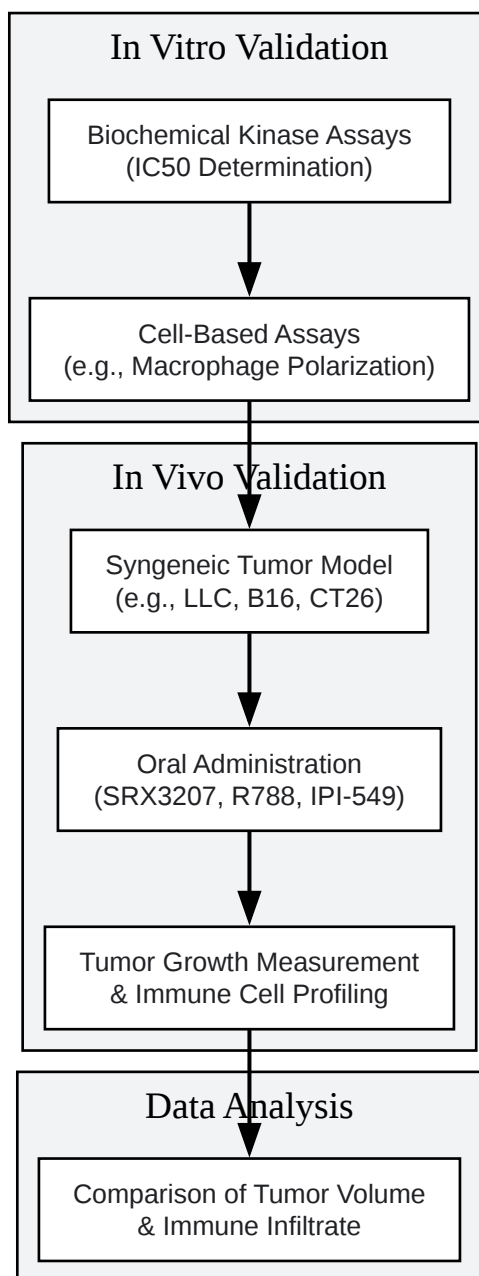 In Vitro Validation
Biochemical Kinase Assays
(IC50 Determination)
Cell-Based Assays
(e.g., Macrophage Polarization)
In Vivo Validation
Syngeneic Tumor Model
(e.g., LLC, B16, CT26)
Oral Administration
(SRX3207, R788, IPI-549)
Tumor Growth Measurement
& Immune Cell Profiling
Data Analysis
Comparison of Tumor Volume
& Immune Infiltrate